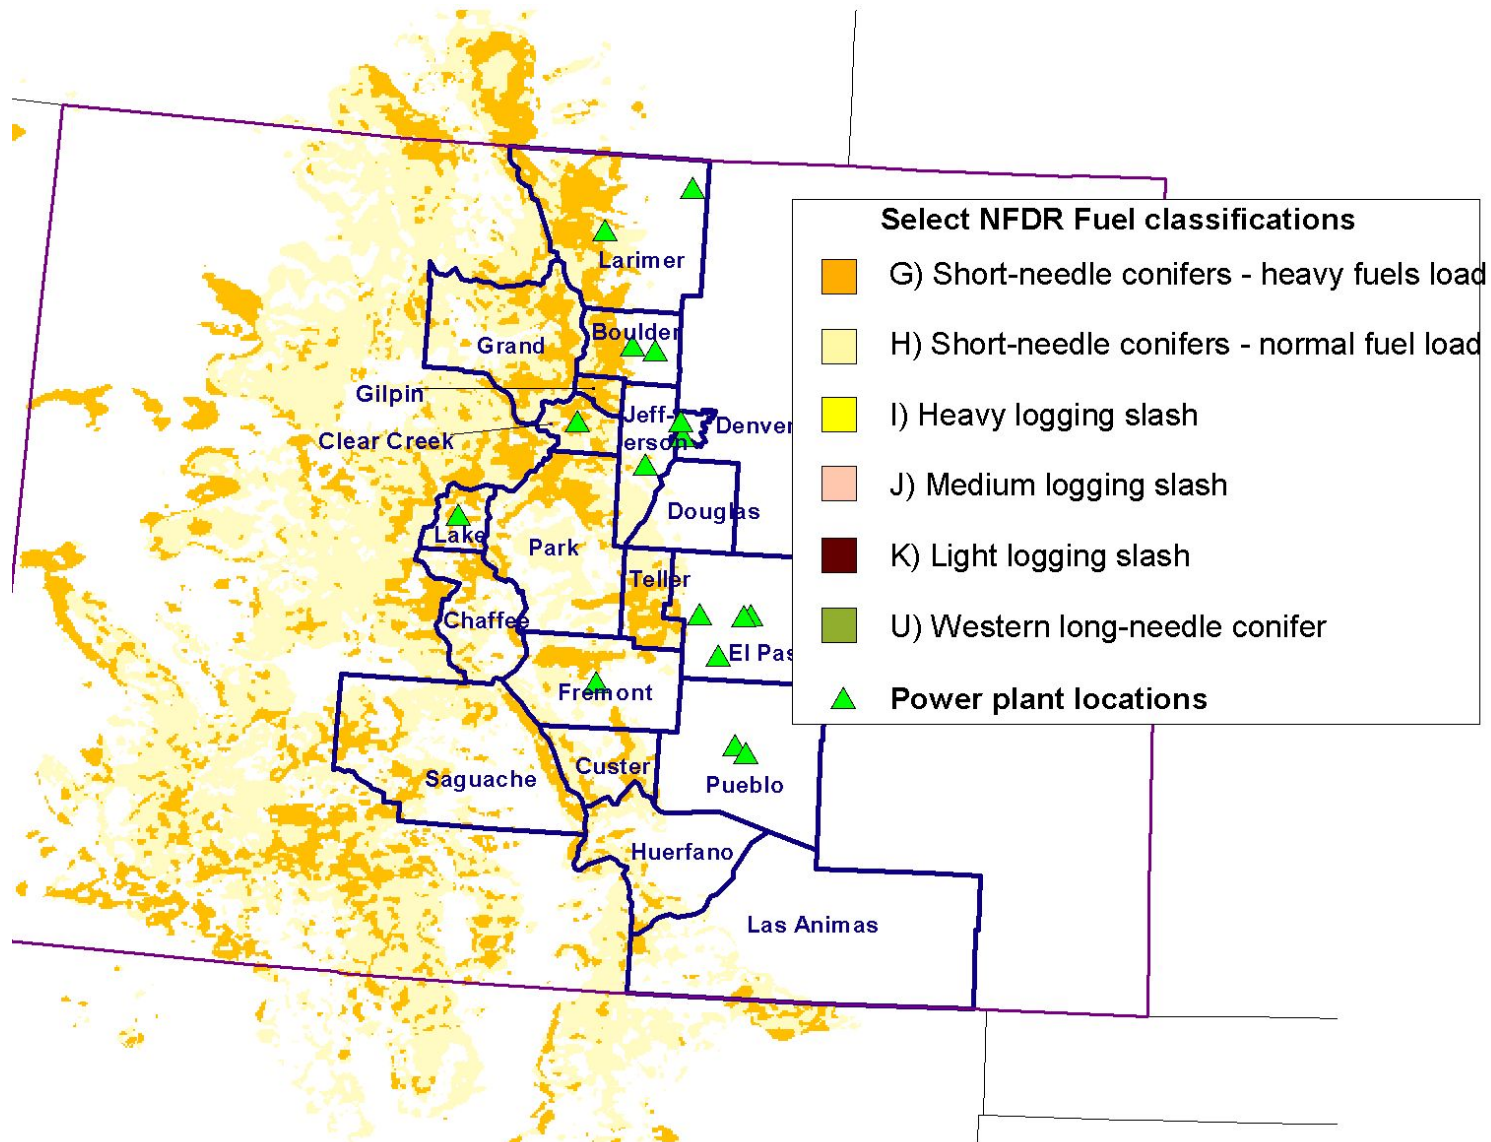 Select NFDR Fuel classifications
G) Short-needle conifers - heavy fuels load
H) Short-needle conifers - normal fuel load
I) Heavy logging slash
J) Medium logging slash
K) Light logging slash
U) Western long-needle conifer
Power plant locations
Larimer
Boulder
Grand
Gilpin
Clear Creek
Jeff-
erson
Denver
Douglas
Lake
Park
Teller
Chaffee
El Pas
Fremont
Saguache
Custer
Pueblo
Huerfano
Las Animas